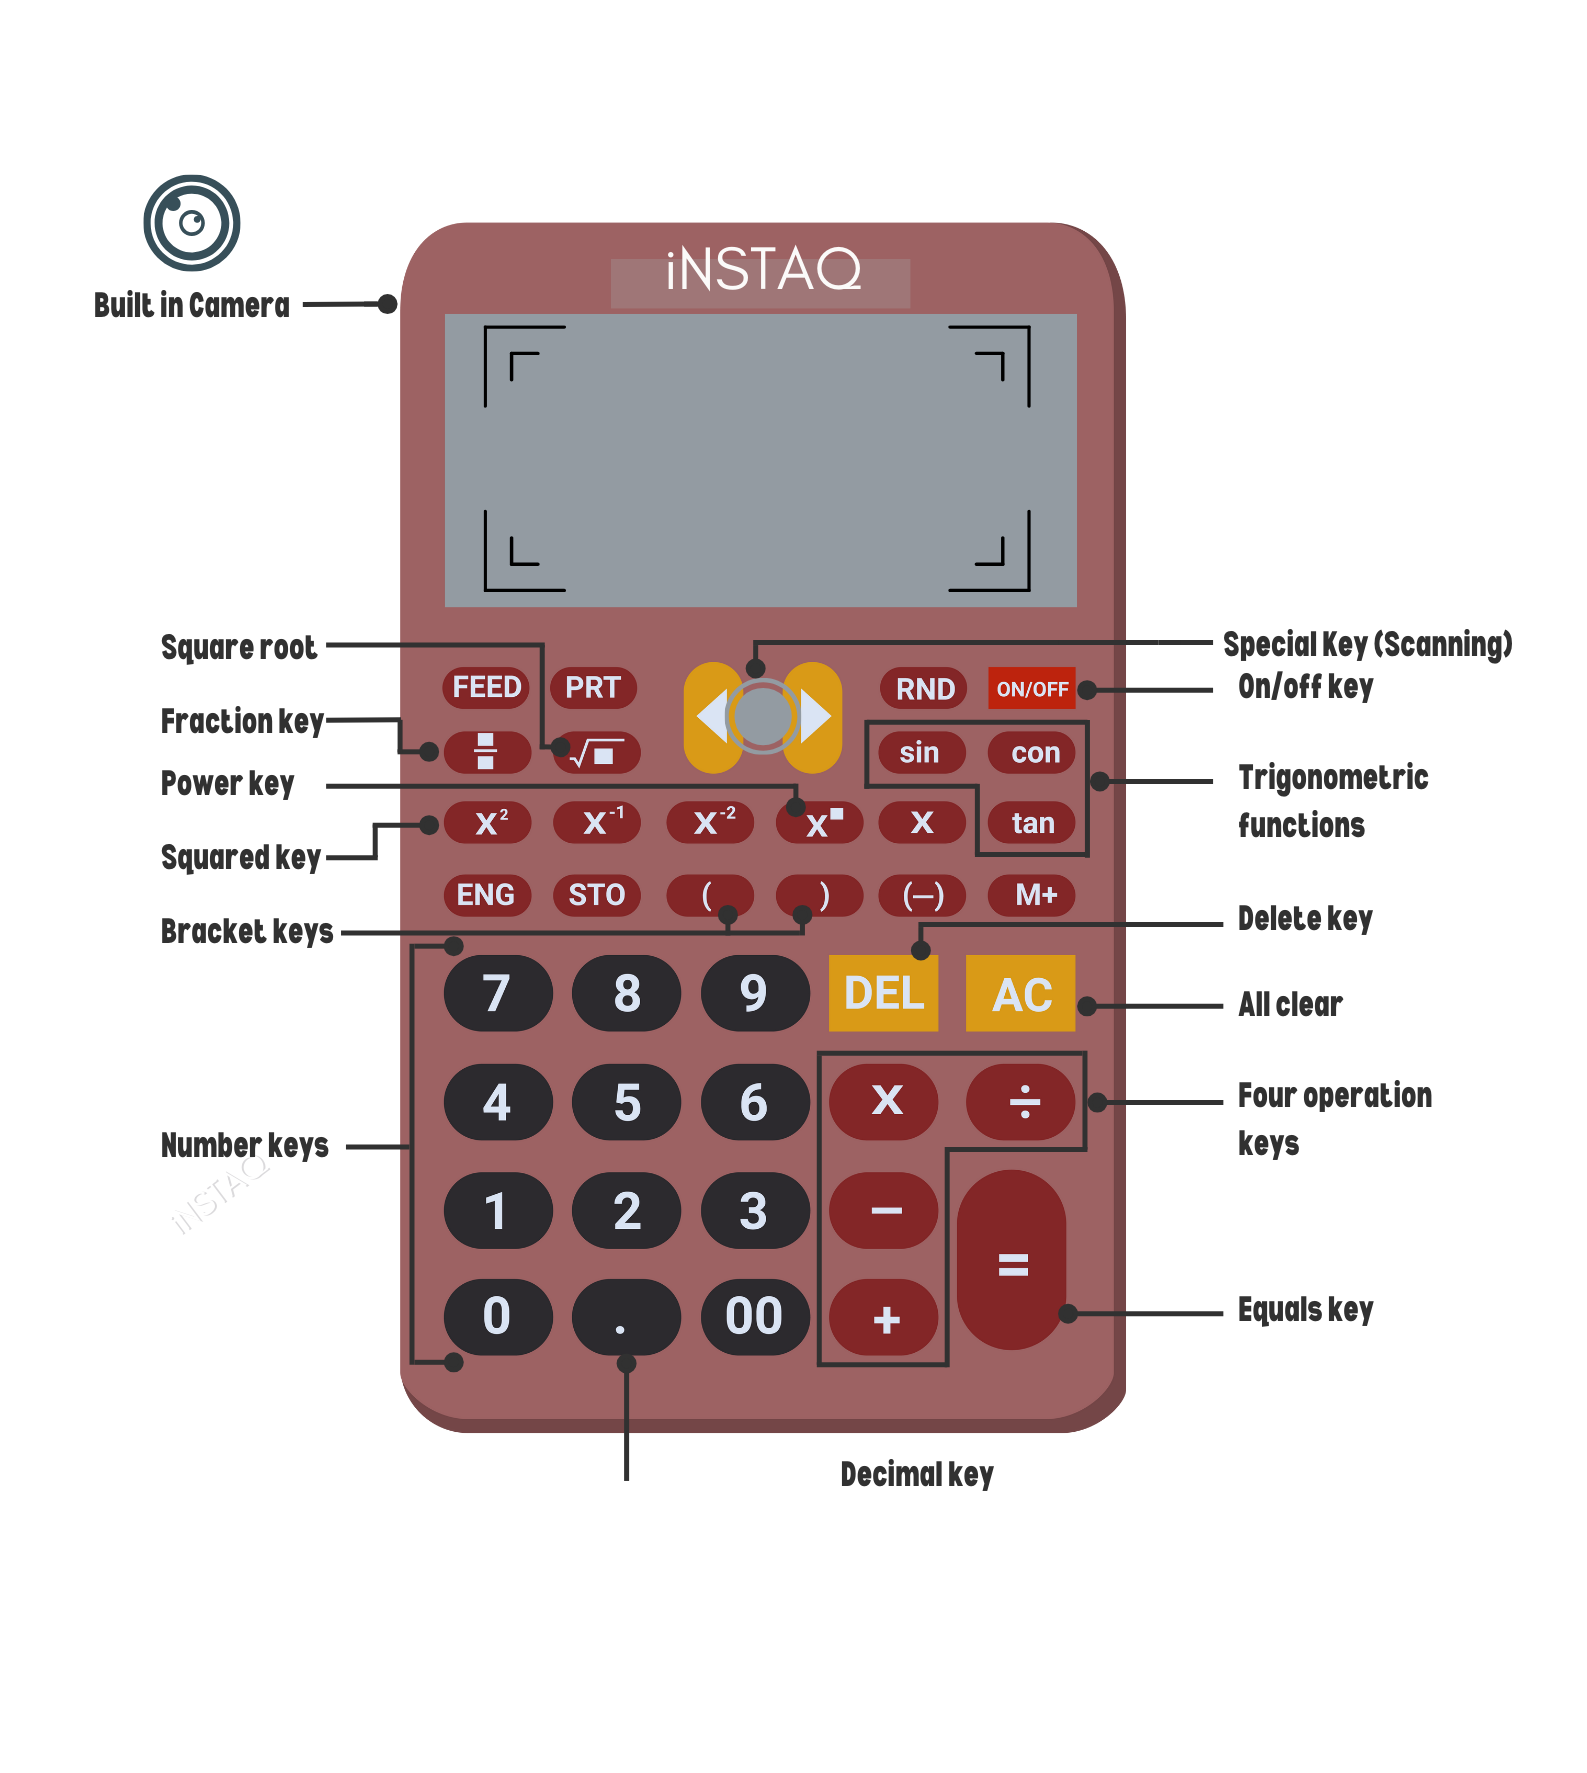 iNSTAQ
Built in Camera
Square root
Special Key (Scanning)
FEED
PRT
RND
ON/OFF
On/off key
Fraction key
√
sin
con
Trigonometric
functions
Power key
x²
x⁻¹
x⁻²
x
x
tan
Squared key
ENG
STO
(
)
(–)
M+
Bracket keys
Delete key
7
8
9
DEL
AC
All clear
4
5
6
x
÷
Four operation
keys
Number keys
iNSTAQ
1
2
3
–
=
0
.
00
+
Equals key
Decimal key